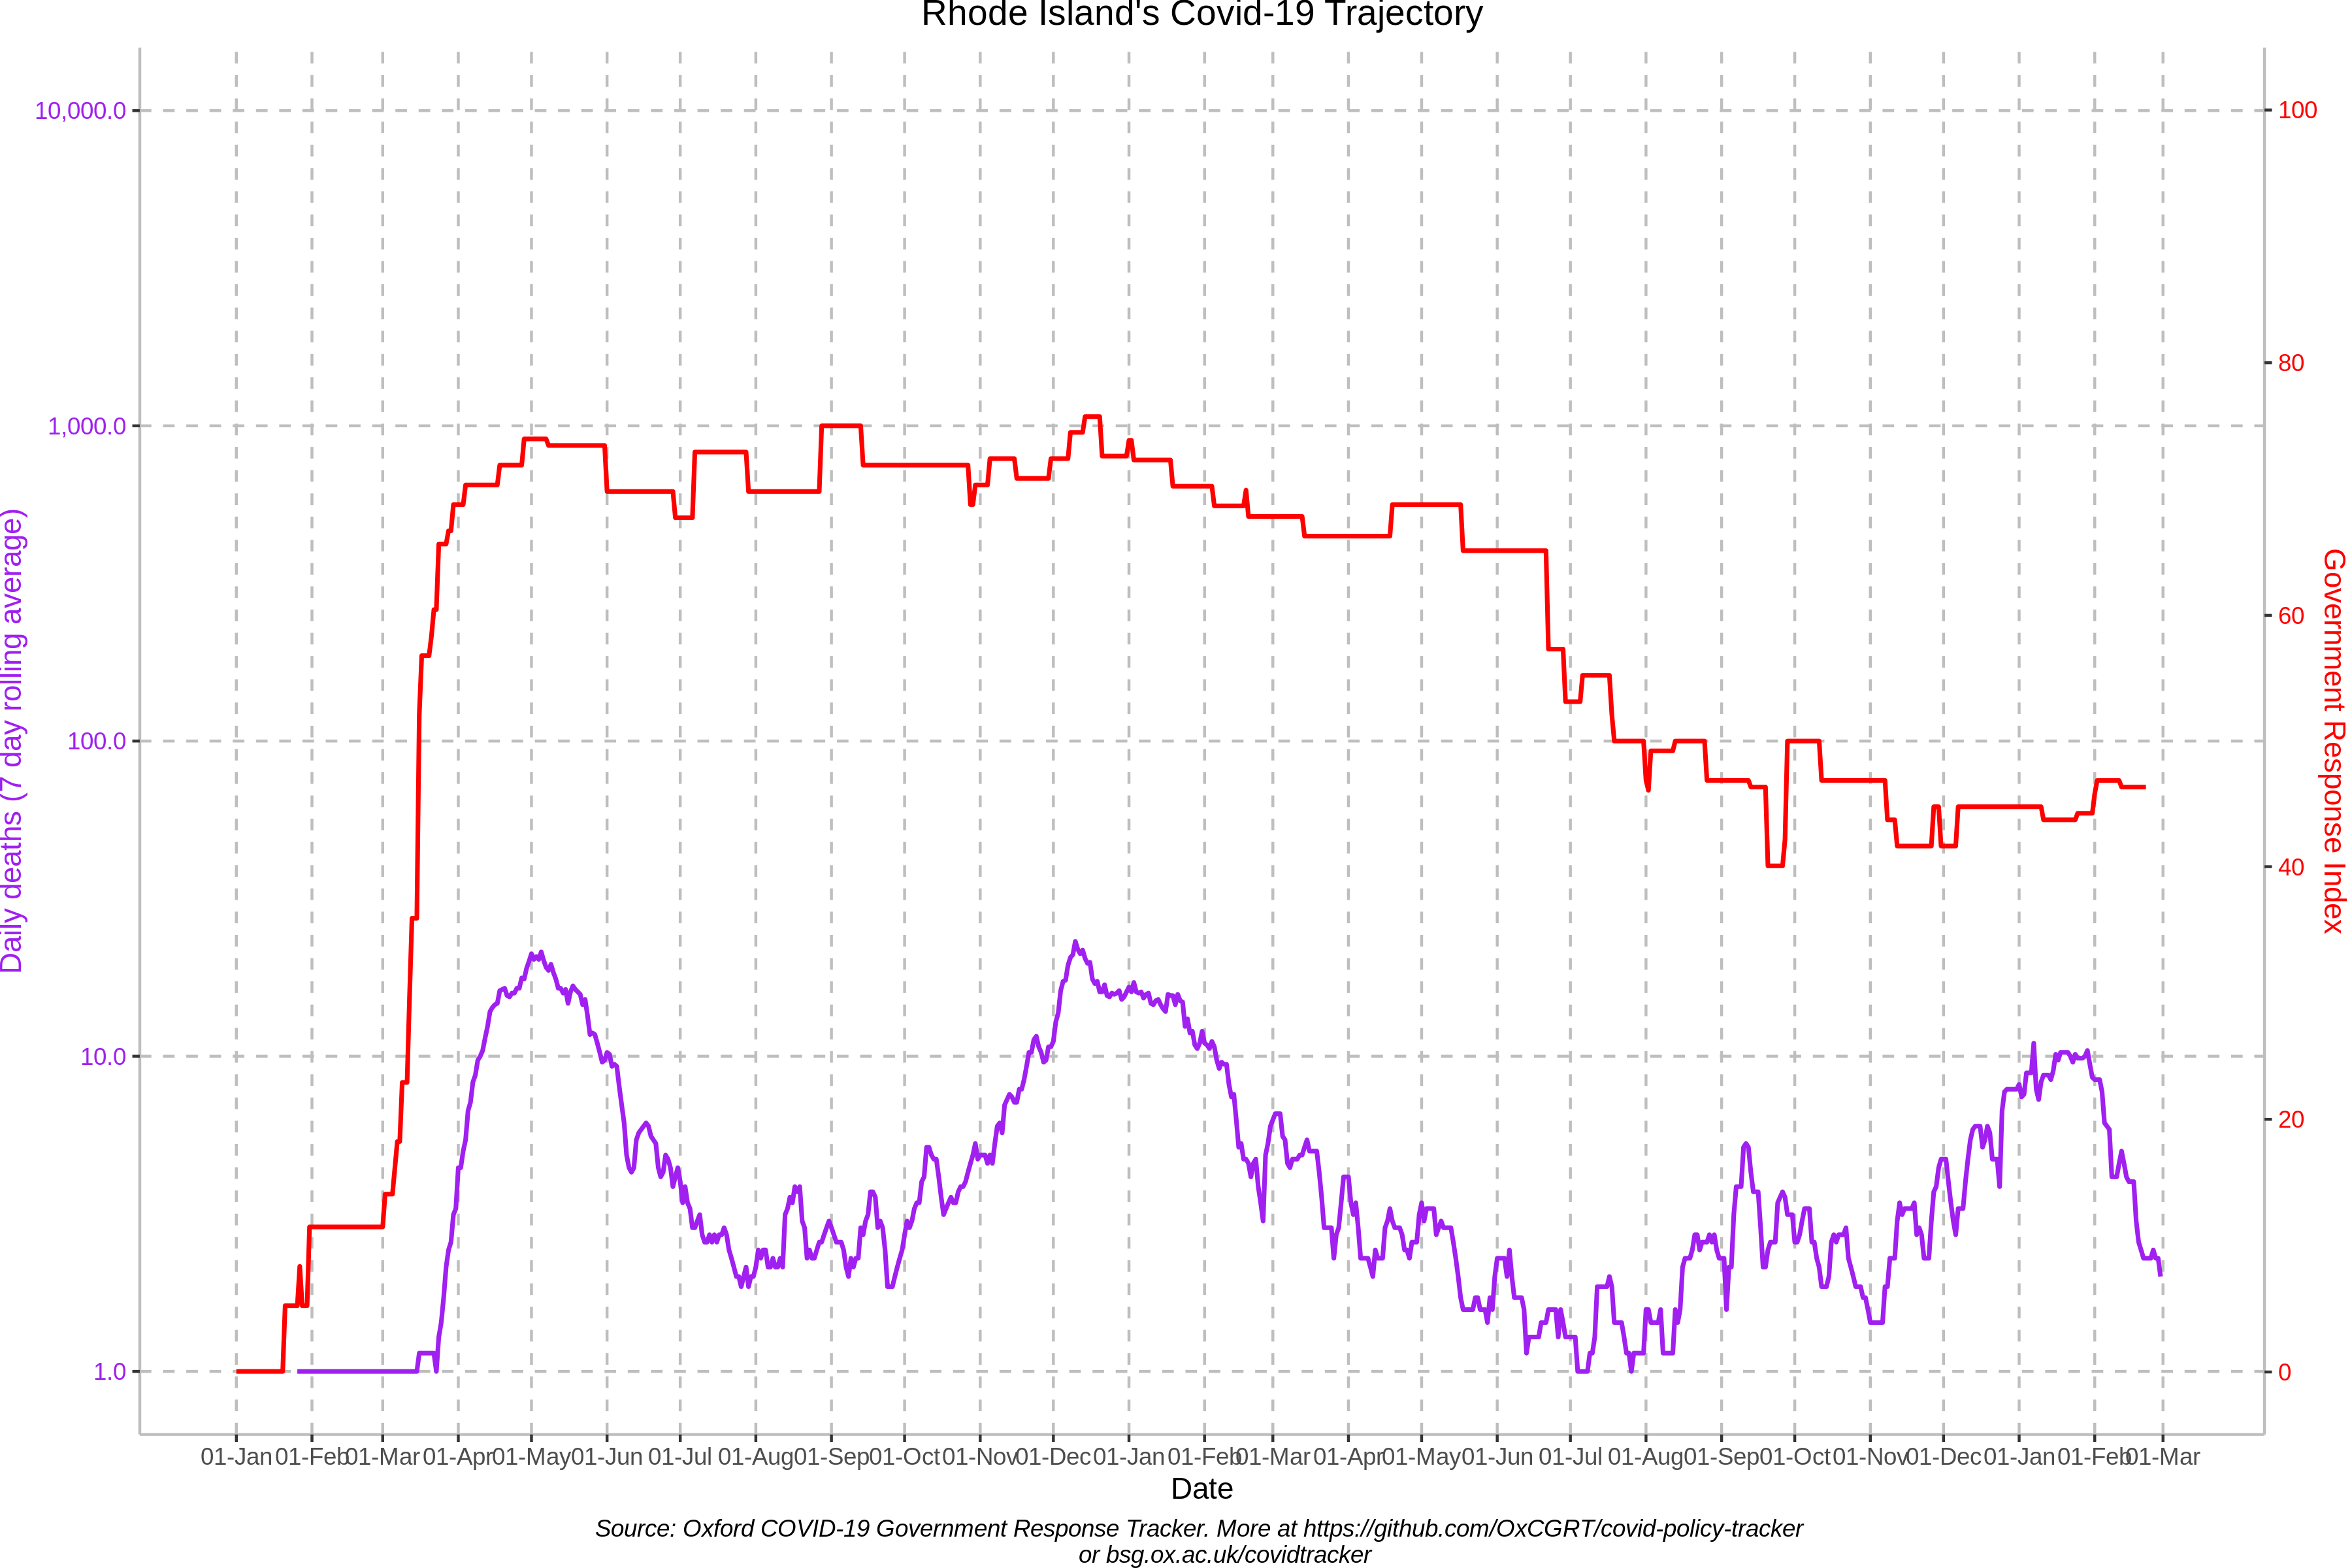 Rhode Island's Covid-19 Trajectory
10,000.0
1,000.0
100.0
10.0
1.0
Daily deaths (7 day rolling average)
100
80
60
40
20
0
Government Response Index
01-Jan 01-Feb 01-Mar 01-Apr 01-May 01-Jun 01-Jul 01-Aug 01-Sep 01-Oct 01-Nov 01-Dec 01-Jan 01-Feb 01-Mar 01-Apr 01-May 01-Jun 01-Jul 01-Aug 01-Sep 01-Oct 01-Nov 01-Dec 01-Jan 01-Feb 01-Mar
Date
Source: Oxford COVID-19 Government Response Tracker. More at https://github.com/OxCGRT/covid-policy-tracker
or bsg.ox.ac.uk/covidtracker